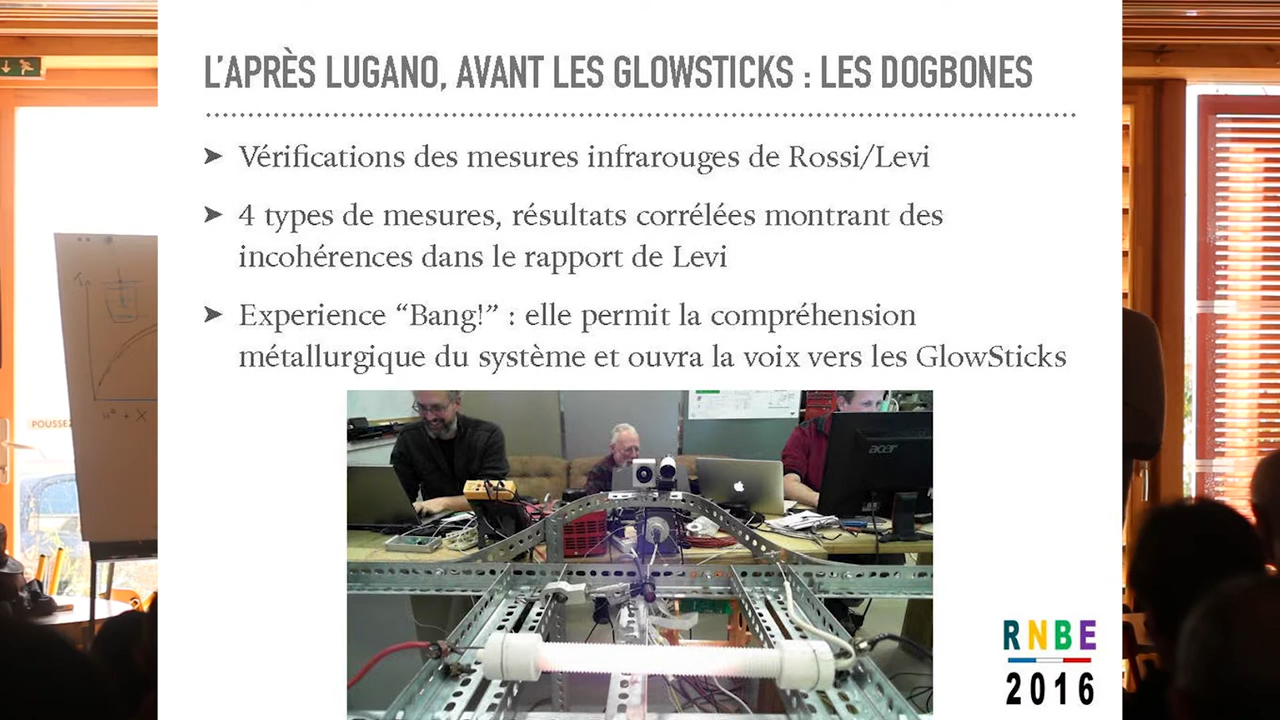 L'APRÈS LUGANO, AVANT LES GLOWSTICKS : LES DOGBONES
➤ Vérifications des mesures infrarouges de Rossi/Levi
➤ 4 types de mesures, résultats corrélées montrant des
incohérences dans le rapport de Levi
➤ Experience “Bang!” : elle permit la compréhension
métallurgique du système et ouvra la voix vers les GlowSticks
POUSSEZ
acer
RNBE
2016